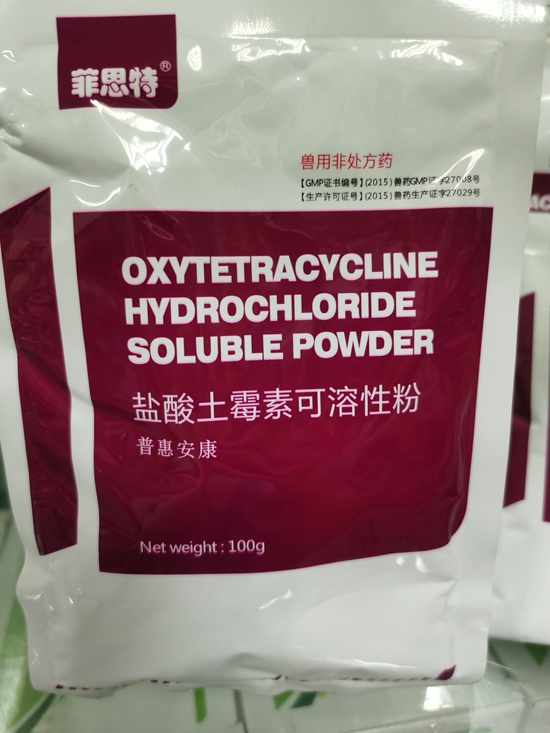 菲思特®
兽用非处方药
【GMP证书编号】(2015)兽药GMP证字27008号
【生产许可证号】(2015)兽药生产证字27029号
OXYTETRACYCLINE
HYDROCHLORIDE
SOLUBLE POWDER
盐酸土霉素可溶性粉
普惠安康
Net weight : 100g